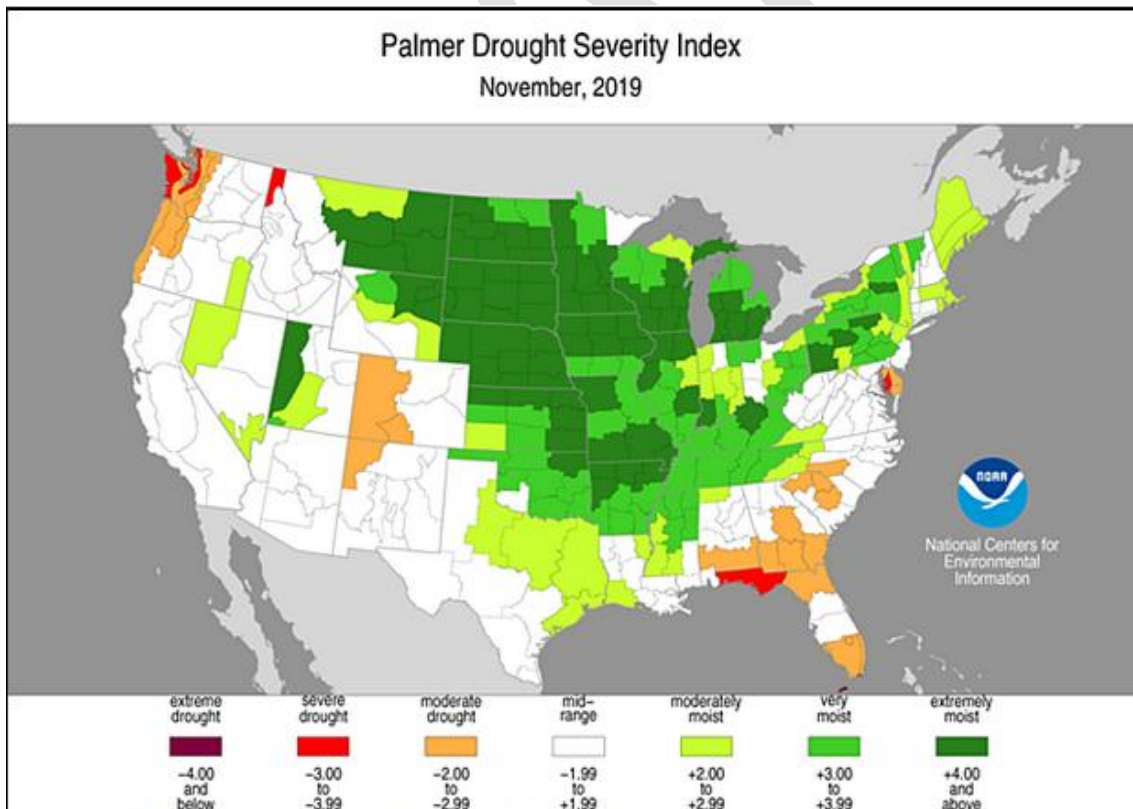 Palmer Drought Severity Index
November, 2019
NOAA
National Centers for
Environmental
Information
extreme
drought
severe
drought
moderate
drought
mid-
range
moderately
moist
very
moist
extremely
moist
-4.00
and
below
-3.00
to
-3.99
-2.00
to
-2.99
-1.99
to
+1.99
+2.00
to
+2.99
+3.00
to
+3.99
+4.00
and
above